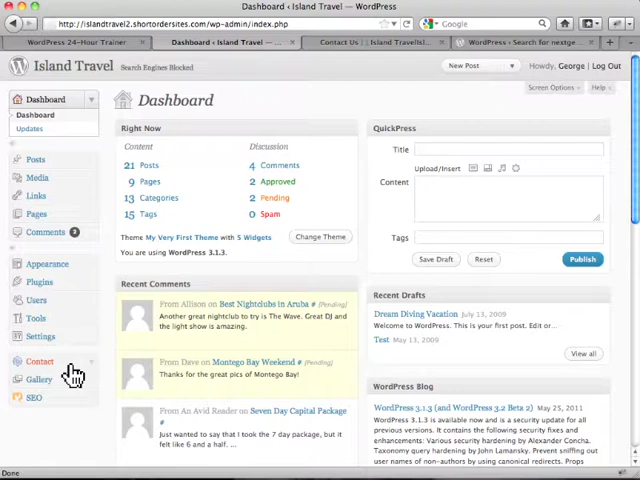 Dashboard ‹ Island Travel — WordPress
http://islandtravel2.shortordersites.com/wp-admin/index.php
WordPress 24-Hour Trainer
Dashboard ‹ Island Travel — ...
Contact Us | | IslandTravelIsl...
WordPress › Search for nextge...
Island Travel
Search Engines Blocked
New Post
Howdy, George | Log Out
Screen Options
Help
Dashboard
Dashboard
Updates
Posts
Media
Links
Pages
Comments 2
Appearance
Plugins
Users
Tools
Settings
Contact
Gallery
SEO
Dashboard
Right Now
Content
Discussion
21 Posts
4 Comments
9 Pages
2 Approved
13 Categories
2 Pending
15 Tags
0 Spam
Theme My Very First Theme with 5 Widgets
Change Theme
You are using WordPress 3.1.3.
Recent Comments
From Allison on Best Nightclubs in Aruba # [Pending]
Another great nightclub to try is The Wave. Great DJ and
the light show is amazing.
From Dave on Montego Bay Weekend # [Pending]
Thanks for the great pics of Montego Bay!
From An Avid Reader on Seven Day Capital Package
#
Just wanted to say that I took the 7 day package, but it
felt like 6 and a half. ...
QuickPress
Title
Upload/Insert
Content
Tags
Save Draft
Reset
Publish
Recent Drafts
Dream Diving Vacation July 13, 2009
Welcome to WordPress. This is your first post. Edit or...
Test July 13, 2009
View all
WordPress Blog
WordPress 3.1.3 (and WordPress 3.2 Beta 2) May 25, 2011
WordPress 3.1.3 is available now and is a security update for all
previous versions. It contains the following security fixes and
enhancements: Various security hardening by Alexander Concha.
Taxonomy query hardening by John Lamansky. Prevent sniffing out
user names of non-authors by using canonical redirects. Media
Done